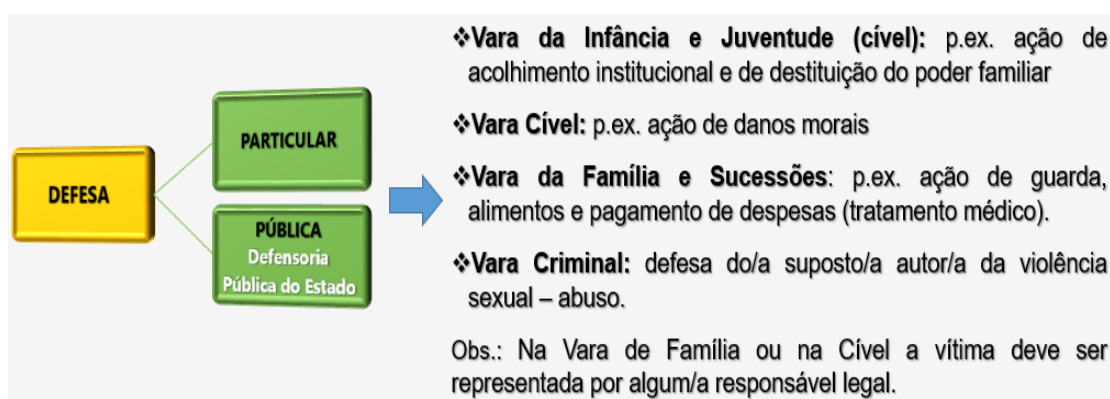 DEFESA
PARTICULAR
PÚBLICA
Defensoria
Pública do Estado
❖Vara da Infância e Juventude (cível): p.ex. ação de
acolhimento institucional e de destituição do poder familiar
❖Vara Cível: p.ex. ação de danos morais
❖Vara da Família e Sucessões: p.ex. ação de guarda,
alimentos e pagamento de despesas (tratamento médico).
❖Vara Criminal: defesa do/a suposto/a autor/a da violência
sexual – abuso.
Obs.: Na Vara de Família ou na Cível a vítima deve ser
representada por algum/a responsável legal.